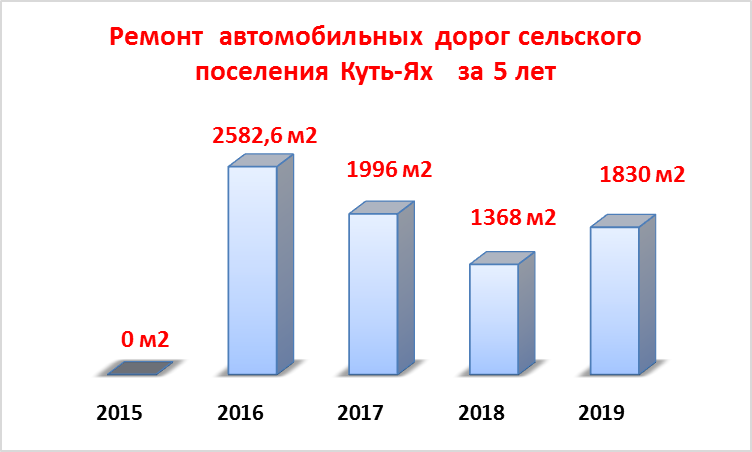 Ремонт автомобильных дорог сельского
поселения Куть-Ях за 5 лет
2582,6 м2
1996 м2
1830 м2
1368 м2
0 м2
2015 2016 2017 2018 2019